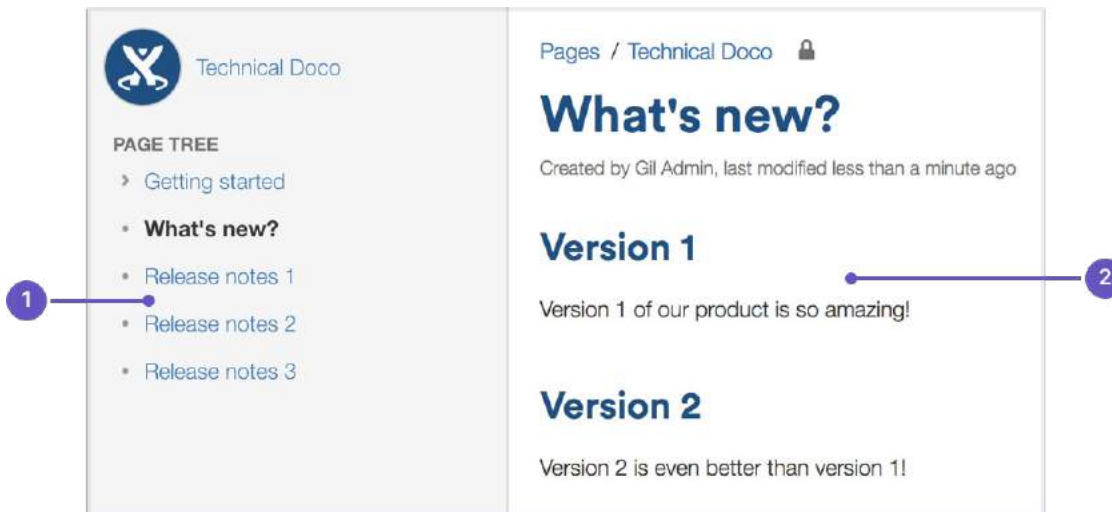 Technical Doco
PAGE TREE
Getting started
What's new?
Release notes 1
Release notes 2
Release notes 3
1
Pages / Technical Doco
What's new?
Created by Gil Admin, last modified less than a minute ago
Version 1
Version 1 of our product is so amazing!
Version 2
Version 2 is even better than version 1!
2